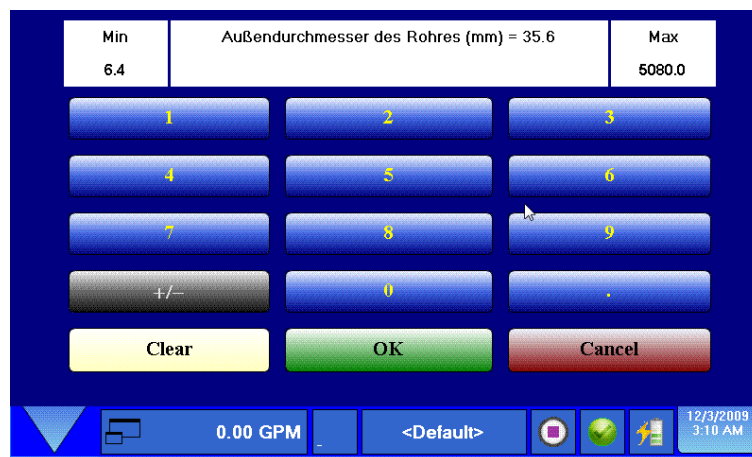 Min
Außendurchmesser des Rohres (mm) = 35.6
Max
6.4
5080.0
1
2
3
4
5
6
7
8
9
+/−
0
.
Clear
OK
Cancel
0.00 GPM
_
<Default>
12/3/2009
3:10 AM